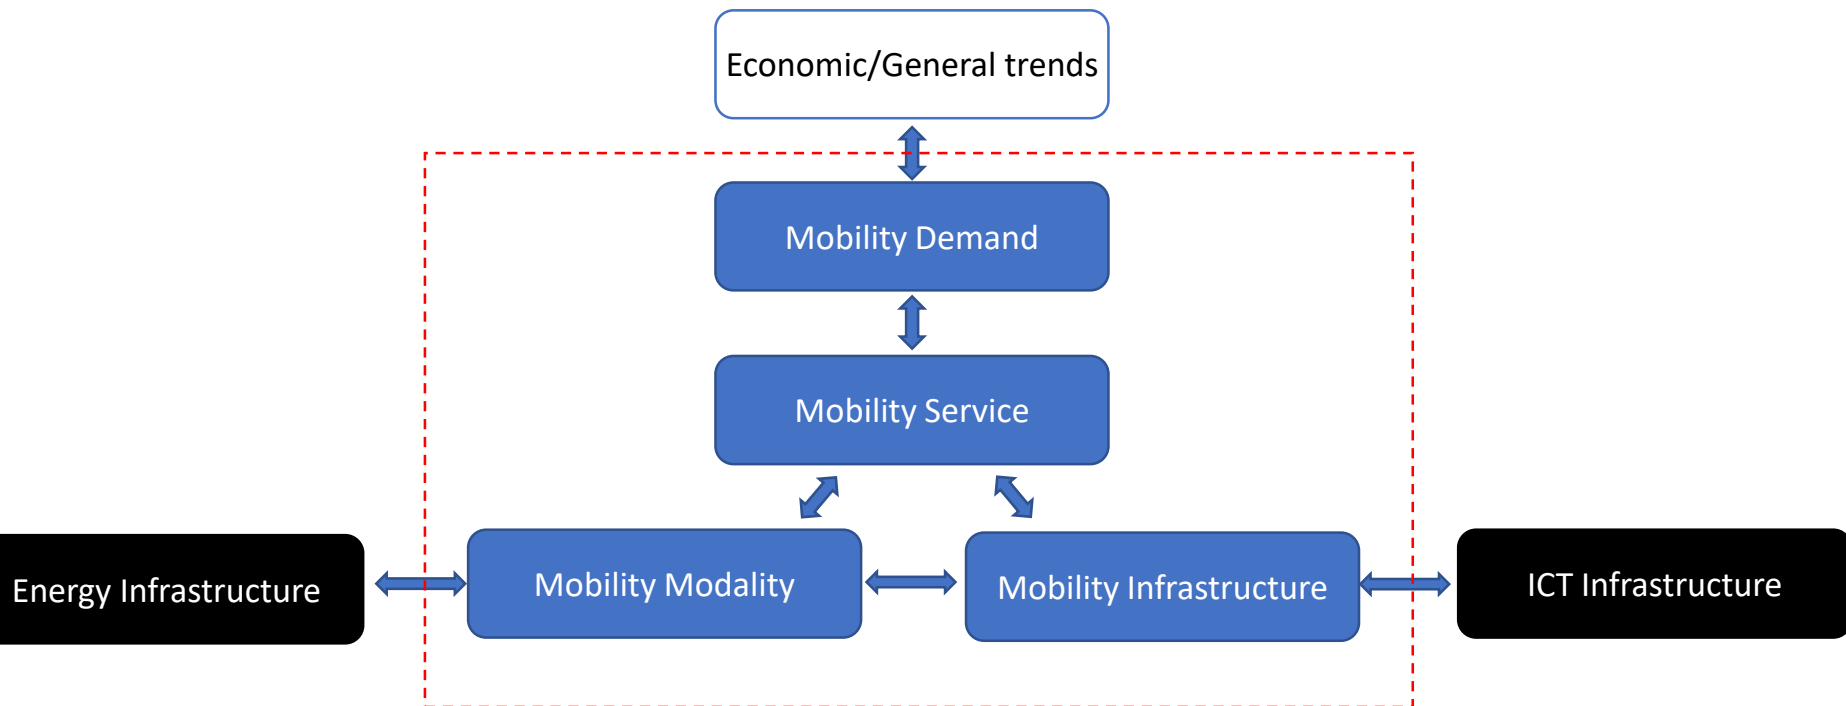 Economic/General trends
Mobility Demand
Mobility Service
Energy Infrastructure
Mobility Modality
Mobility Infrastructure
ICT Infrastructure